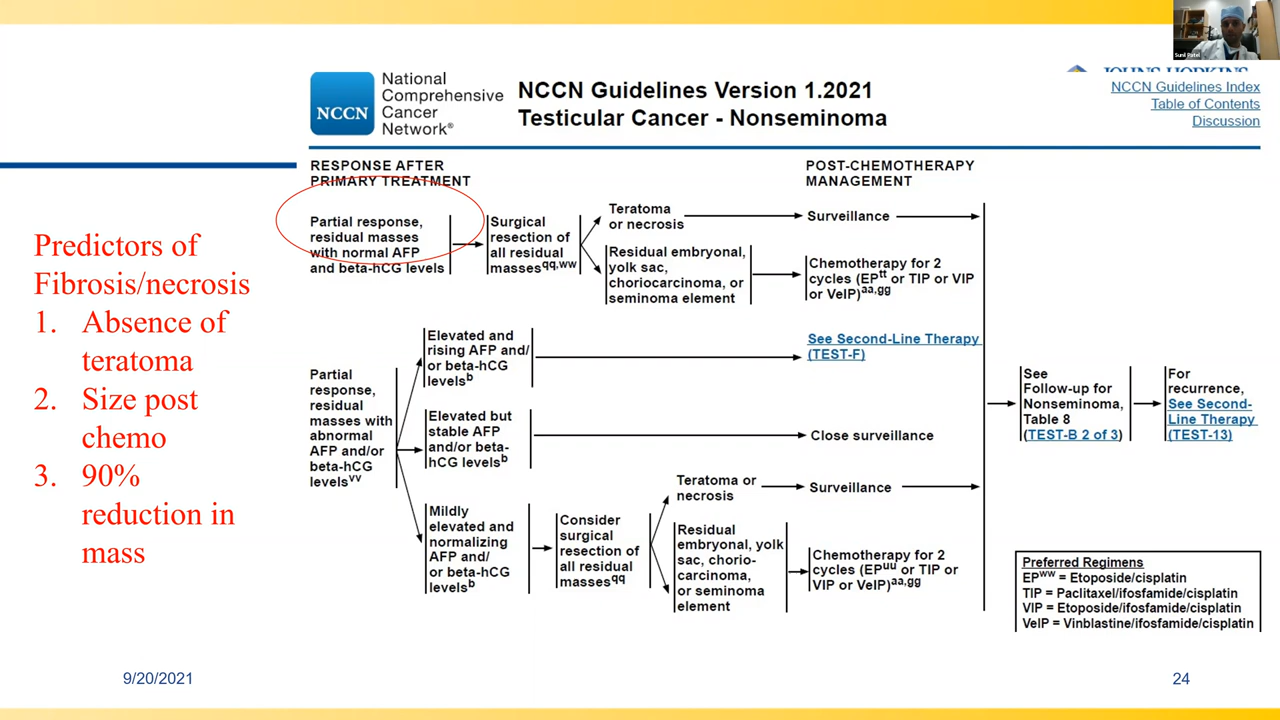 Sunil Patel
JOHNS HOPKINS
National
Comprehensive
Cancer
Network®
NCCN
NCCN Guidelines Version 1.2021
Testicular Cancer - Nonseminoma
NCCN Guidelines Index
Table of Contents
Discussion
RESPONSE AFTER
PRIMARY TREATMENT
POST-CHEMOTHERAPY
MANAGEMENT
Predictors of
Fibrosis/necrosis
1. Absence of
teratoma
2. Size post
chemo
3. 90%
reduction in
mass
Partial response,
residual masses
with normal AFP
and beta-hCG levels
Surgical
resection of
all residual
massesqq,ww
Teratoma
or necrosis
Surveillance
Residual embryonal,
yolk sac,
choriocarcinoma, or
seminoma element
Chemotherapy for 2
cycles (EPtt or TIP or VIP
or VeIP)aa,gg
Partial
response,
residual
masses with
abnormal
AFP and/or
beta-hCG
levelsvv
Elevated and
rising AFP and/
or beta-hCG
levelsb
See Second-Line Therapy
(TEST-F)
Elevated but
stable AFP
and/or beta-
hCG levelsb
Close surveillance
Mildly
elevated and
normalizing
AFP and/
or beta-hCG
levelsb
Consider
surgical
resection of
all residual
massesqq
Teratoma or
necrosis
Surveillance
Residual
embryonal, yolk
sac, chorio-
carcinoma,
or seminoma
element
Chemotherapy for 2
cycles (EPuu or TIP or
VIP or VeIP)aa,gg
See
Follow-up for
Nonseminoma,
Table 8
(TEST-B 2 of 3)
For
recurrence,
See Second-
Line Therapy
(TEST-13)
Preferred Regimens
EPww = Etoposide/cisplatin
TIP = Paclitaxel/ifosfamide/cisplatin
VIP = Etoposide/ifosfamide/cisplatin
VeIP = Vinblastine/ifosfamide/cisplatin
9/20/2021
24